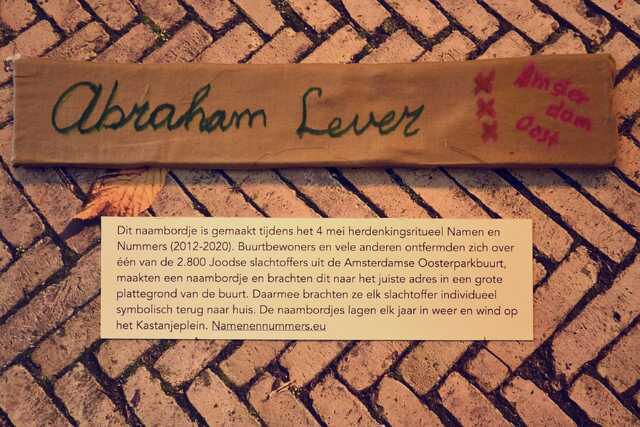 Abraham Lever
xxx
Amster
dam
Oost
Dit naambordje is gemaakt tijdens het 4 mei herdenkingsritueel Namen en
Nummers (2012-2020). Buurtbewoners en vele anderen ontfermden zich over
één van de 2.800 Joodse slachtoffers uit de Amsterdamse Oosterparkbuurt,
maakten een naambordje en brachten dit naar het juiste adres in een grote
plattegrond van de buurt. Daarmee brachten ze elk slachtoffer individueel
symbolisch terug naar huis. De naambordjes lagen elk jaar in weer en wind op
het Kastanjeplein. Namenennummers.eu